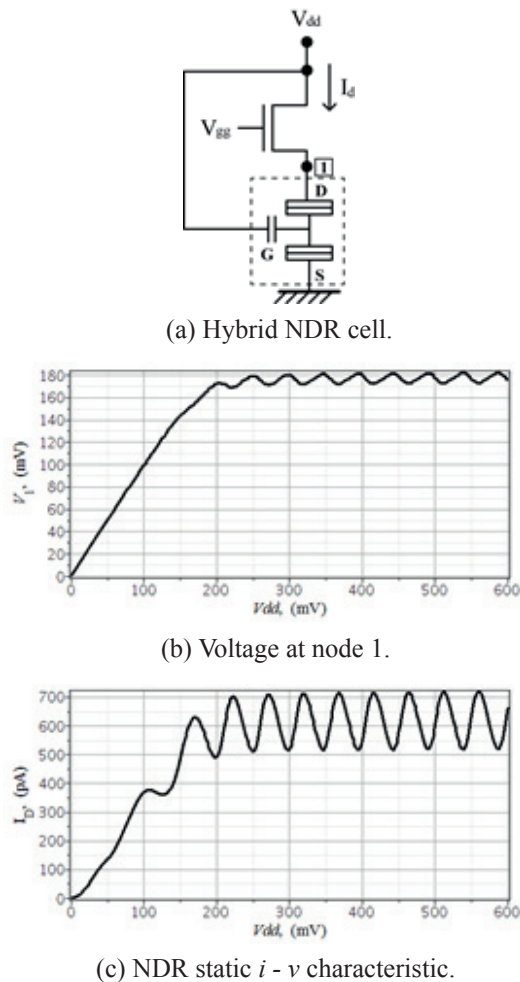 Vdd
Id
Vgg
1
D
G
S
(a) Hybrid NDR cell.
180
160
140
120
100
80
60
40
20
0
V1, (mV)
0 100 200 300 400 500 600
Vdd, (mV)
(b) Voltage at node 1.
700
600
500
400
300
200
100
0
ID, (pA)
0 100 200 300 400 500 600
Vdd, (mV)
(c) NDR static i - v characteristic.